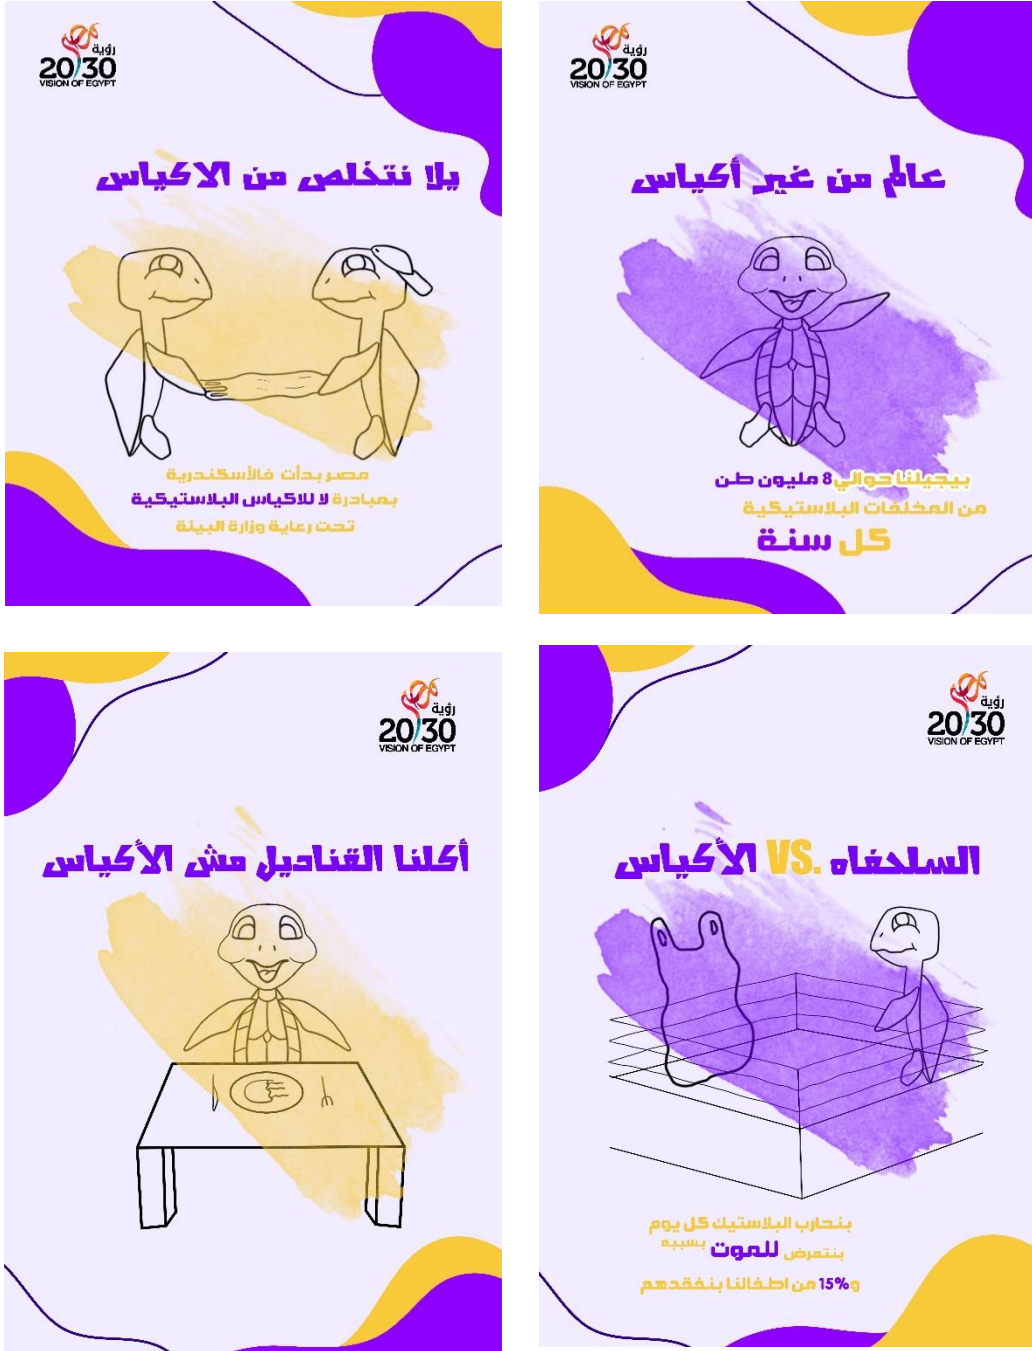 رؤية
20/30
VISION OF EGYPT
يلا نتخلص من الاكياس
مصر بدأت فالأسكندرية
بمبادرة لا للاكياس البلاستيكية
تحت رعاية وزارة البيئة
رؤية
20/30
VISION OF EGYPT
عالم من غير أكياس
بيجيلنا حوالي 8 مليون طن
من المخلفات البلاستيكية
كل سنة
رؤية
20/30
VISION OF EGYPT
أكلنا القناديل مش الأكياس
رؤية
20/30
VISION OF EGYPT
السلحفاه VS. الأكياس
بنحارب البلاستيك كل يوم
بنتعرض للموت بسببه
و15% من اطفالنا بنفقدهم